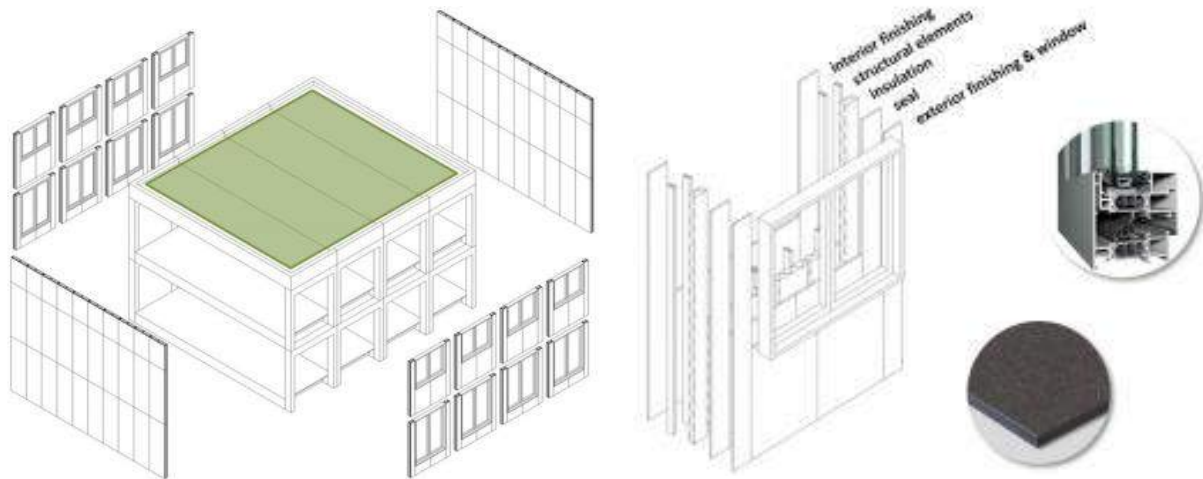 interior finishing
structural elements
insulation
seal
exterior finishing & window